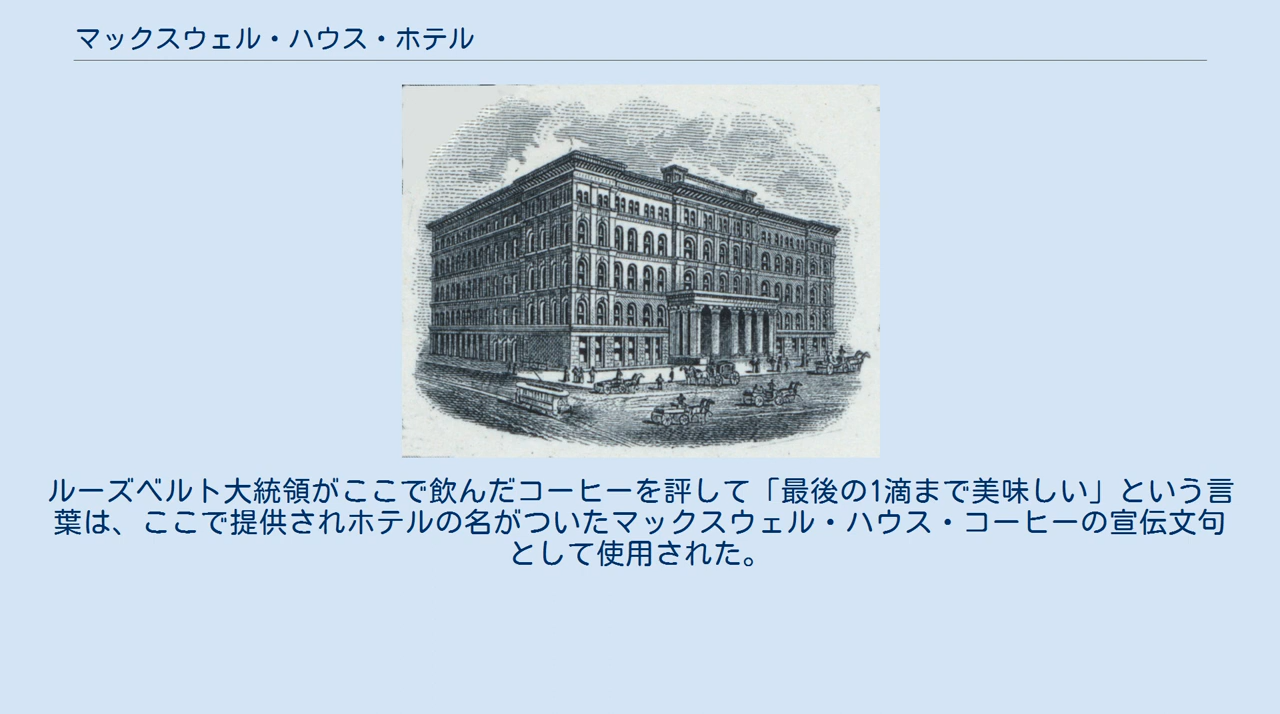 マックスウェル・ハウス・ホテル
ルーズベルト大統領がここで飲んだコーヒーを評して「最後の1滴まで美味しい」という言
葉は、ここで提供されホテルの名がついたマックスウェル・ハウス・コーヒーの宣伝文句
として使用された。